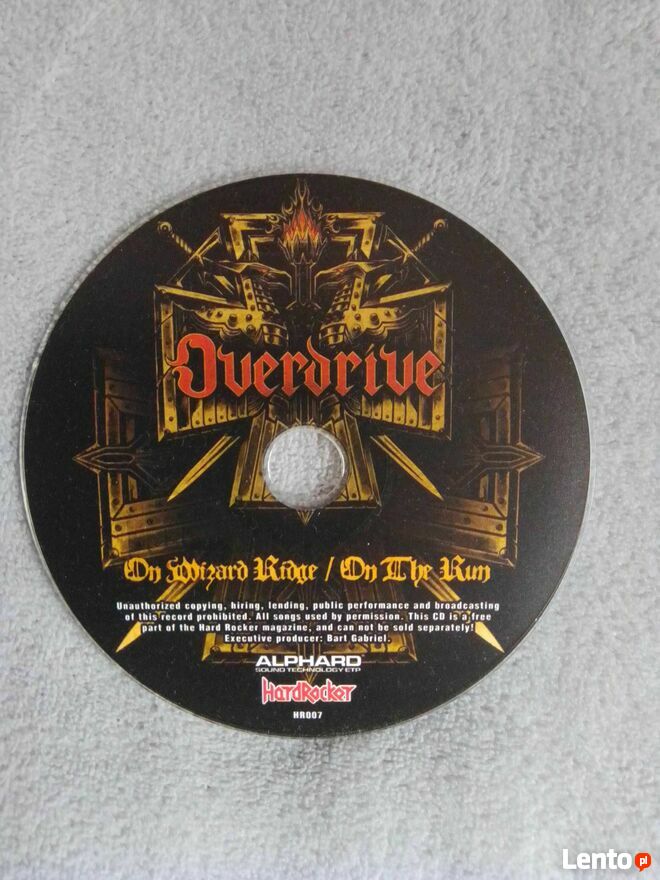 Overdrive
On Wizard Ridge / On The Run
Unauthorized copying, hiring, lending, public performance and broadcasting
of this record prohibited. All songs used by permission. This CD is a free
part of the Hard Rocker magazine, and can not be sold separately!
Executive producer: Bart Gabriel.
ALPHARD
SOUND TECHNOLOGY ETP
HardRocker
HR007
Lento pl